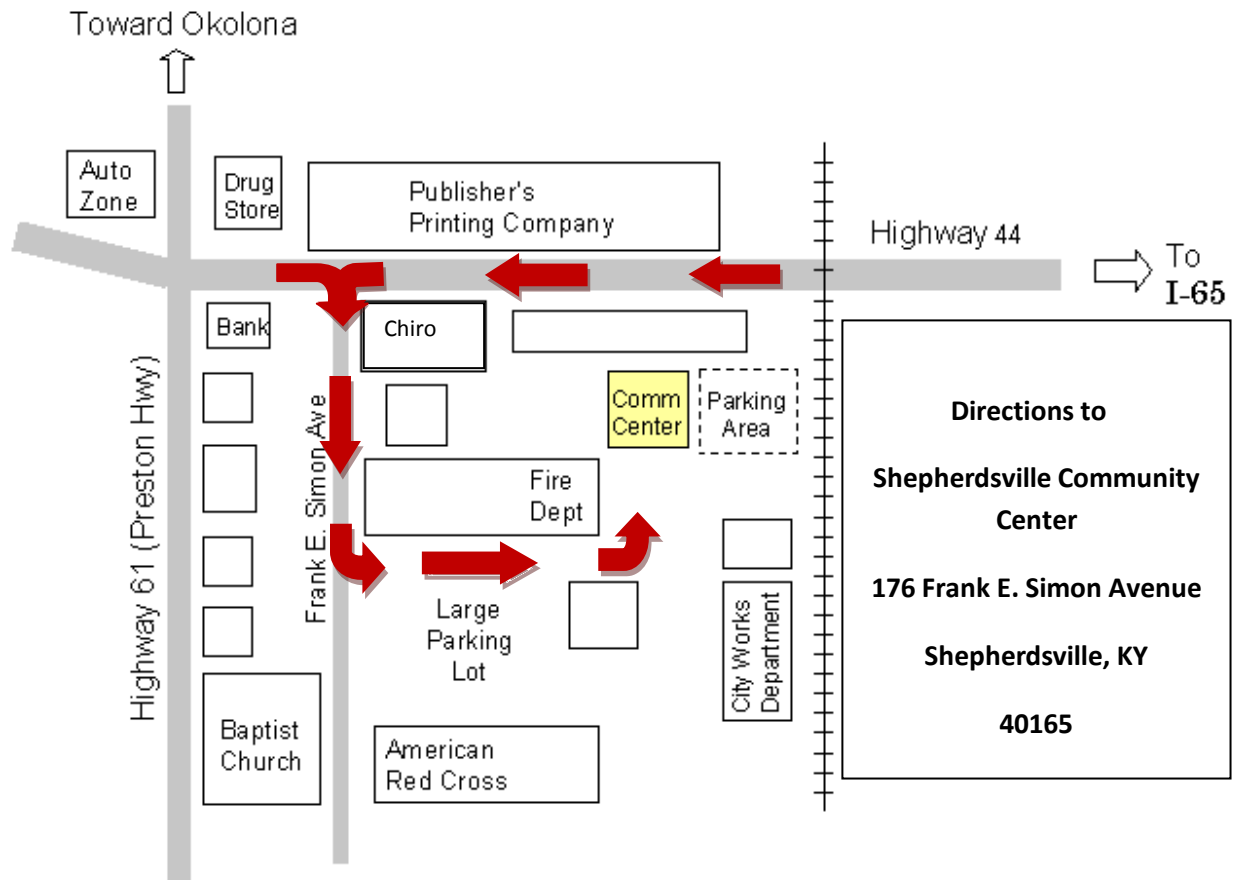 Toward Okolona
Auto
Zone
Drug
Store
Publisher's
Printing Company
Highway 44
To
I-65
Bank
Chiro
Highway 61 (Preston Hwy)
Frank E. Simon Ave
Comm
Center
Parking
Area
Fire
Dept
Large
Parking
Lot
City Works
Department
Baptist
Church
American
Red Cross
Directions to
Shepherdsville Community
Center
176 Frank E. Simon Avenue
Shepherdsville, KY
40165